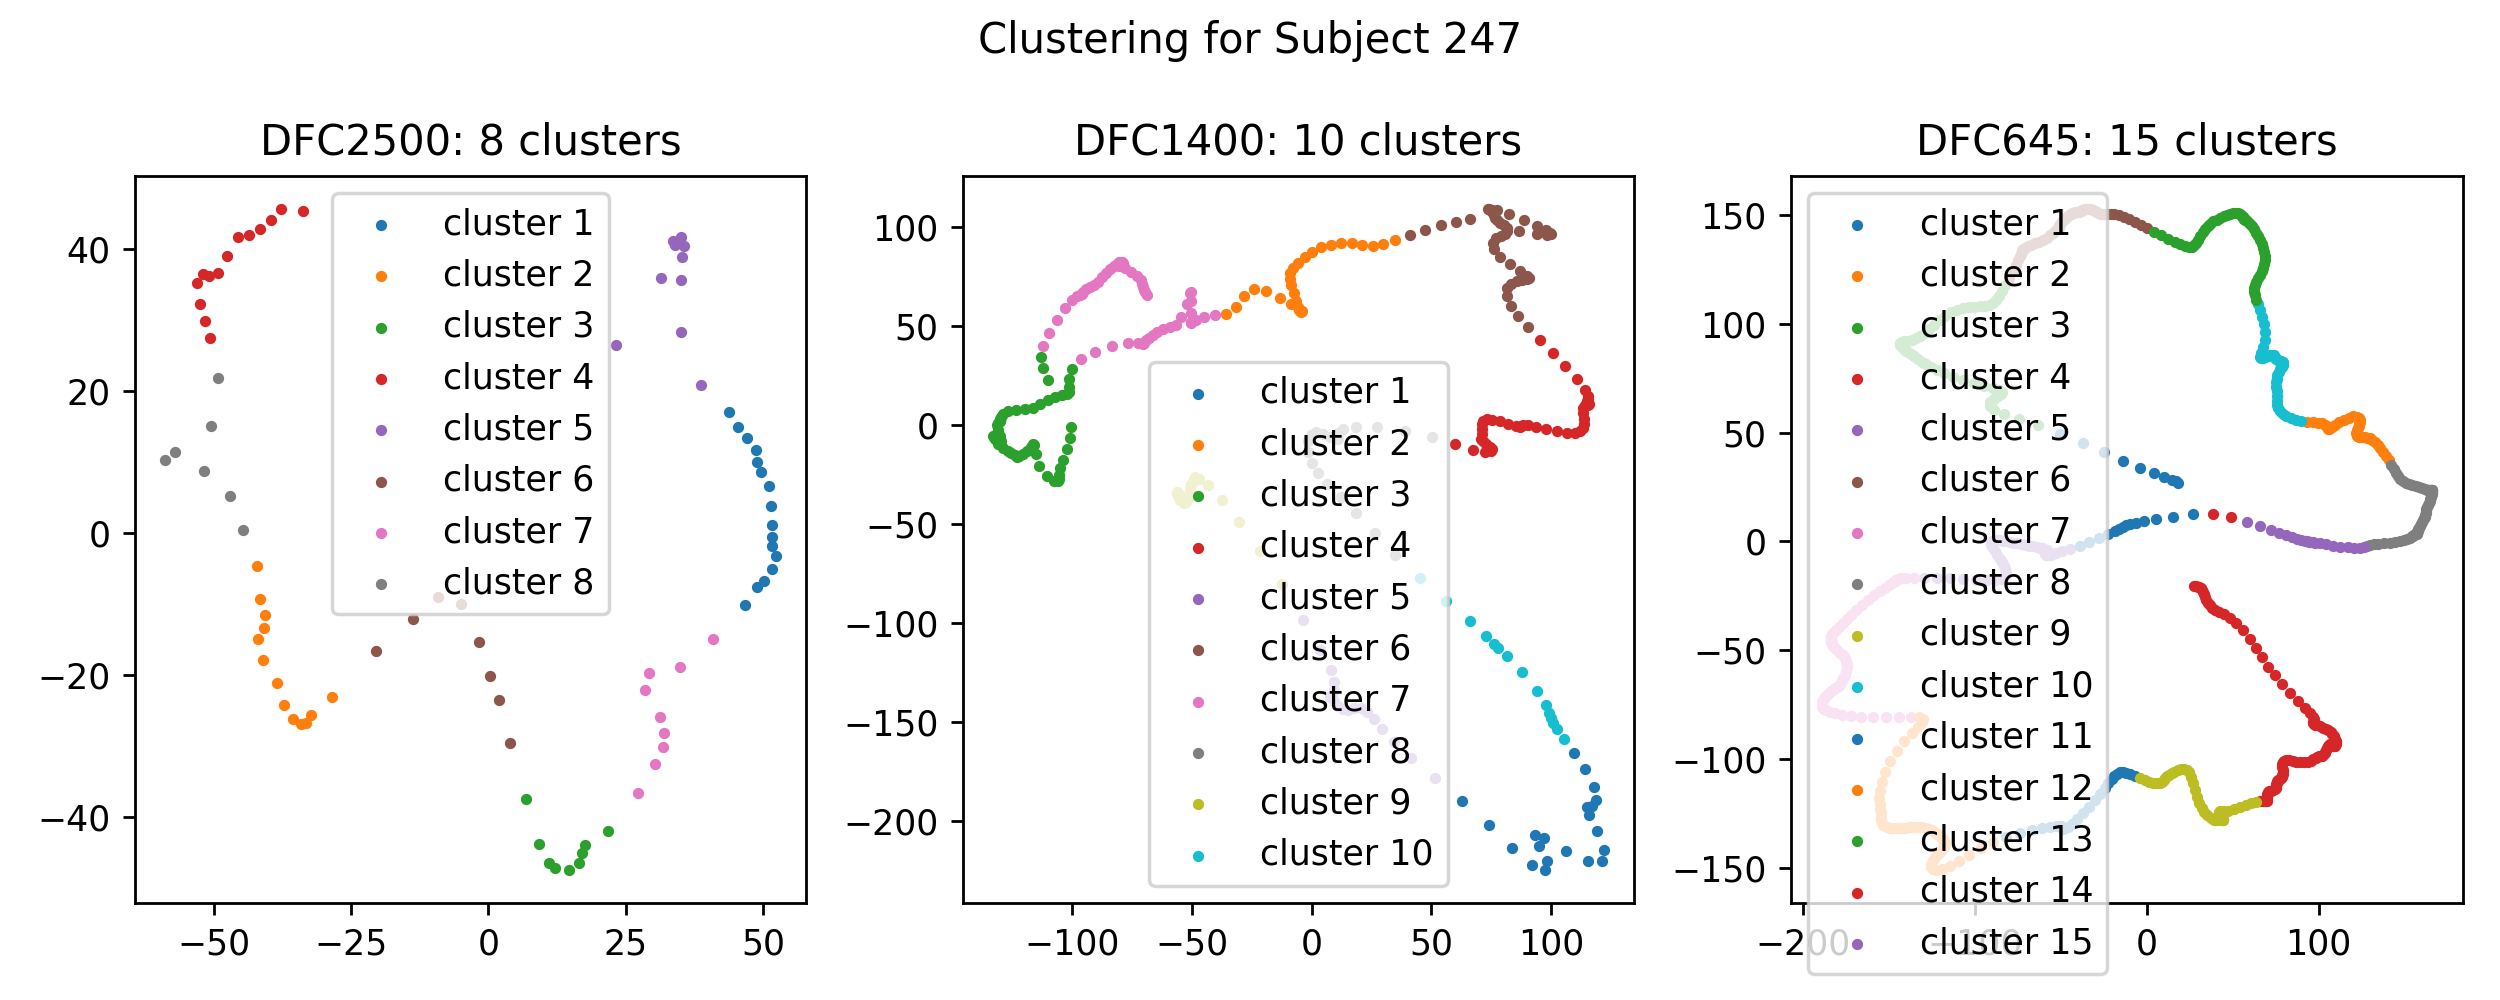 Clustering for Subject 247
DFC2500: 8 clusters
40
20
0
−20
−40
−50
−25
0
25
50
cluster 1
cluster 2
cluster 3
cluster 4
cluster 5
cluster 6
cluster 7
cluster 8
DFC1400: 10 clusters
100
50
0
−50
−100
−150
−200
−100
−50
0
50
100
cluster 1
cluster 2
cluster 3
cluster 4
cluster 5
cluster 6
cluster 7
cluster 8
cluster 9
cluster 10
DFC645: 15 clusters
150
100
50
0
−50
−100
−150
−200
−100
0
100
cluster 1
cluster 2
cluster 3
cluster 4
cluster 5
cluster 6
cluster 7
cluster 8
cluster 9
cluster 10
cluster 11
cluster 12
cluster 13
cluster 14
cluster 15